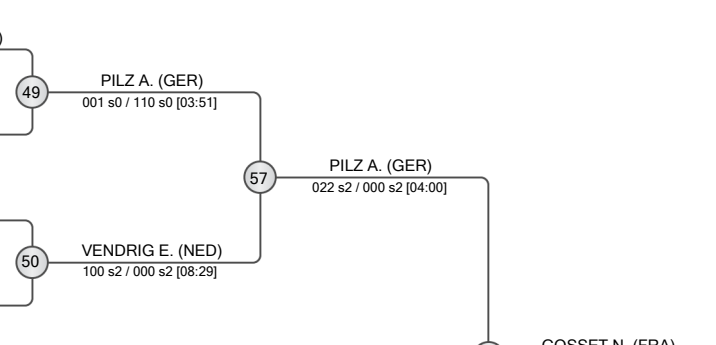 49
PILZ A. (GER)
001 s0 / 110 s0 [03:51]
57
PILZ A. (GER)
022 s2 / 000 s2 [04:00]
50
VENDRIG E. (NED)
100 s2 / 000 s2 [08:29]